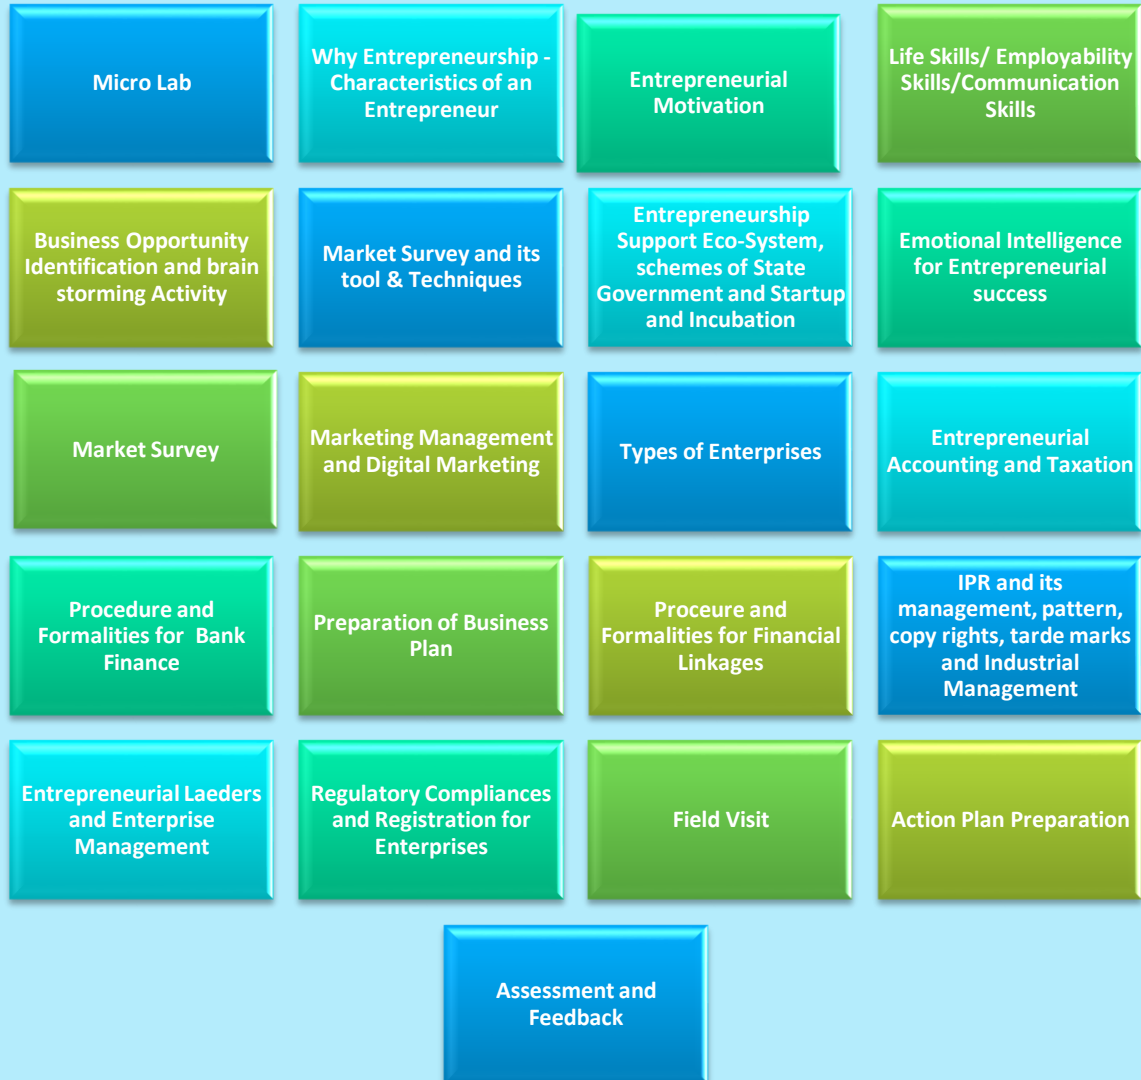 Micro Lab
Why Entrepreneurship -
Characteristics of an
Entrepreneur
Entrepreneurial
Motivation
Life Skills/ Employability
Skills/Communication
Skills
Business Opportunity
Identification and brain
storming Activity
Market Survey and its
tool & Techniques
Entrepreneurship
Support Eco-System,
schemes of State
Government and Startup
and Incubation
Emotional Intelligence
for Entrepreneurial
success
Market Survey
Marketing Management
and Digital Marketing
Types of Enterprises
Entrepreneurial
Accounting and Taxation
Procedure and
Formalities for Bank
Finance
Preparation of Business
Plan
Proceure and
Formalities for Financial
Linkages
IPR and its
management, pattern,
copy rights, tarde marks
and Industrial
Management
Entrepreneurial Laeders
and Enterprise
Management
Regulatory Compliances
and Registration for
Enterprises
Field Visit
Action Plan Preparation
Assessment and
Feedback